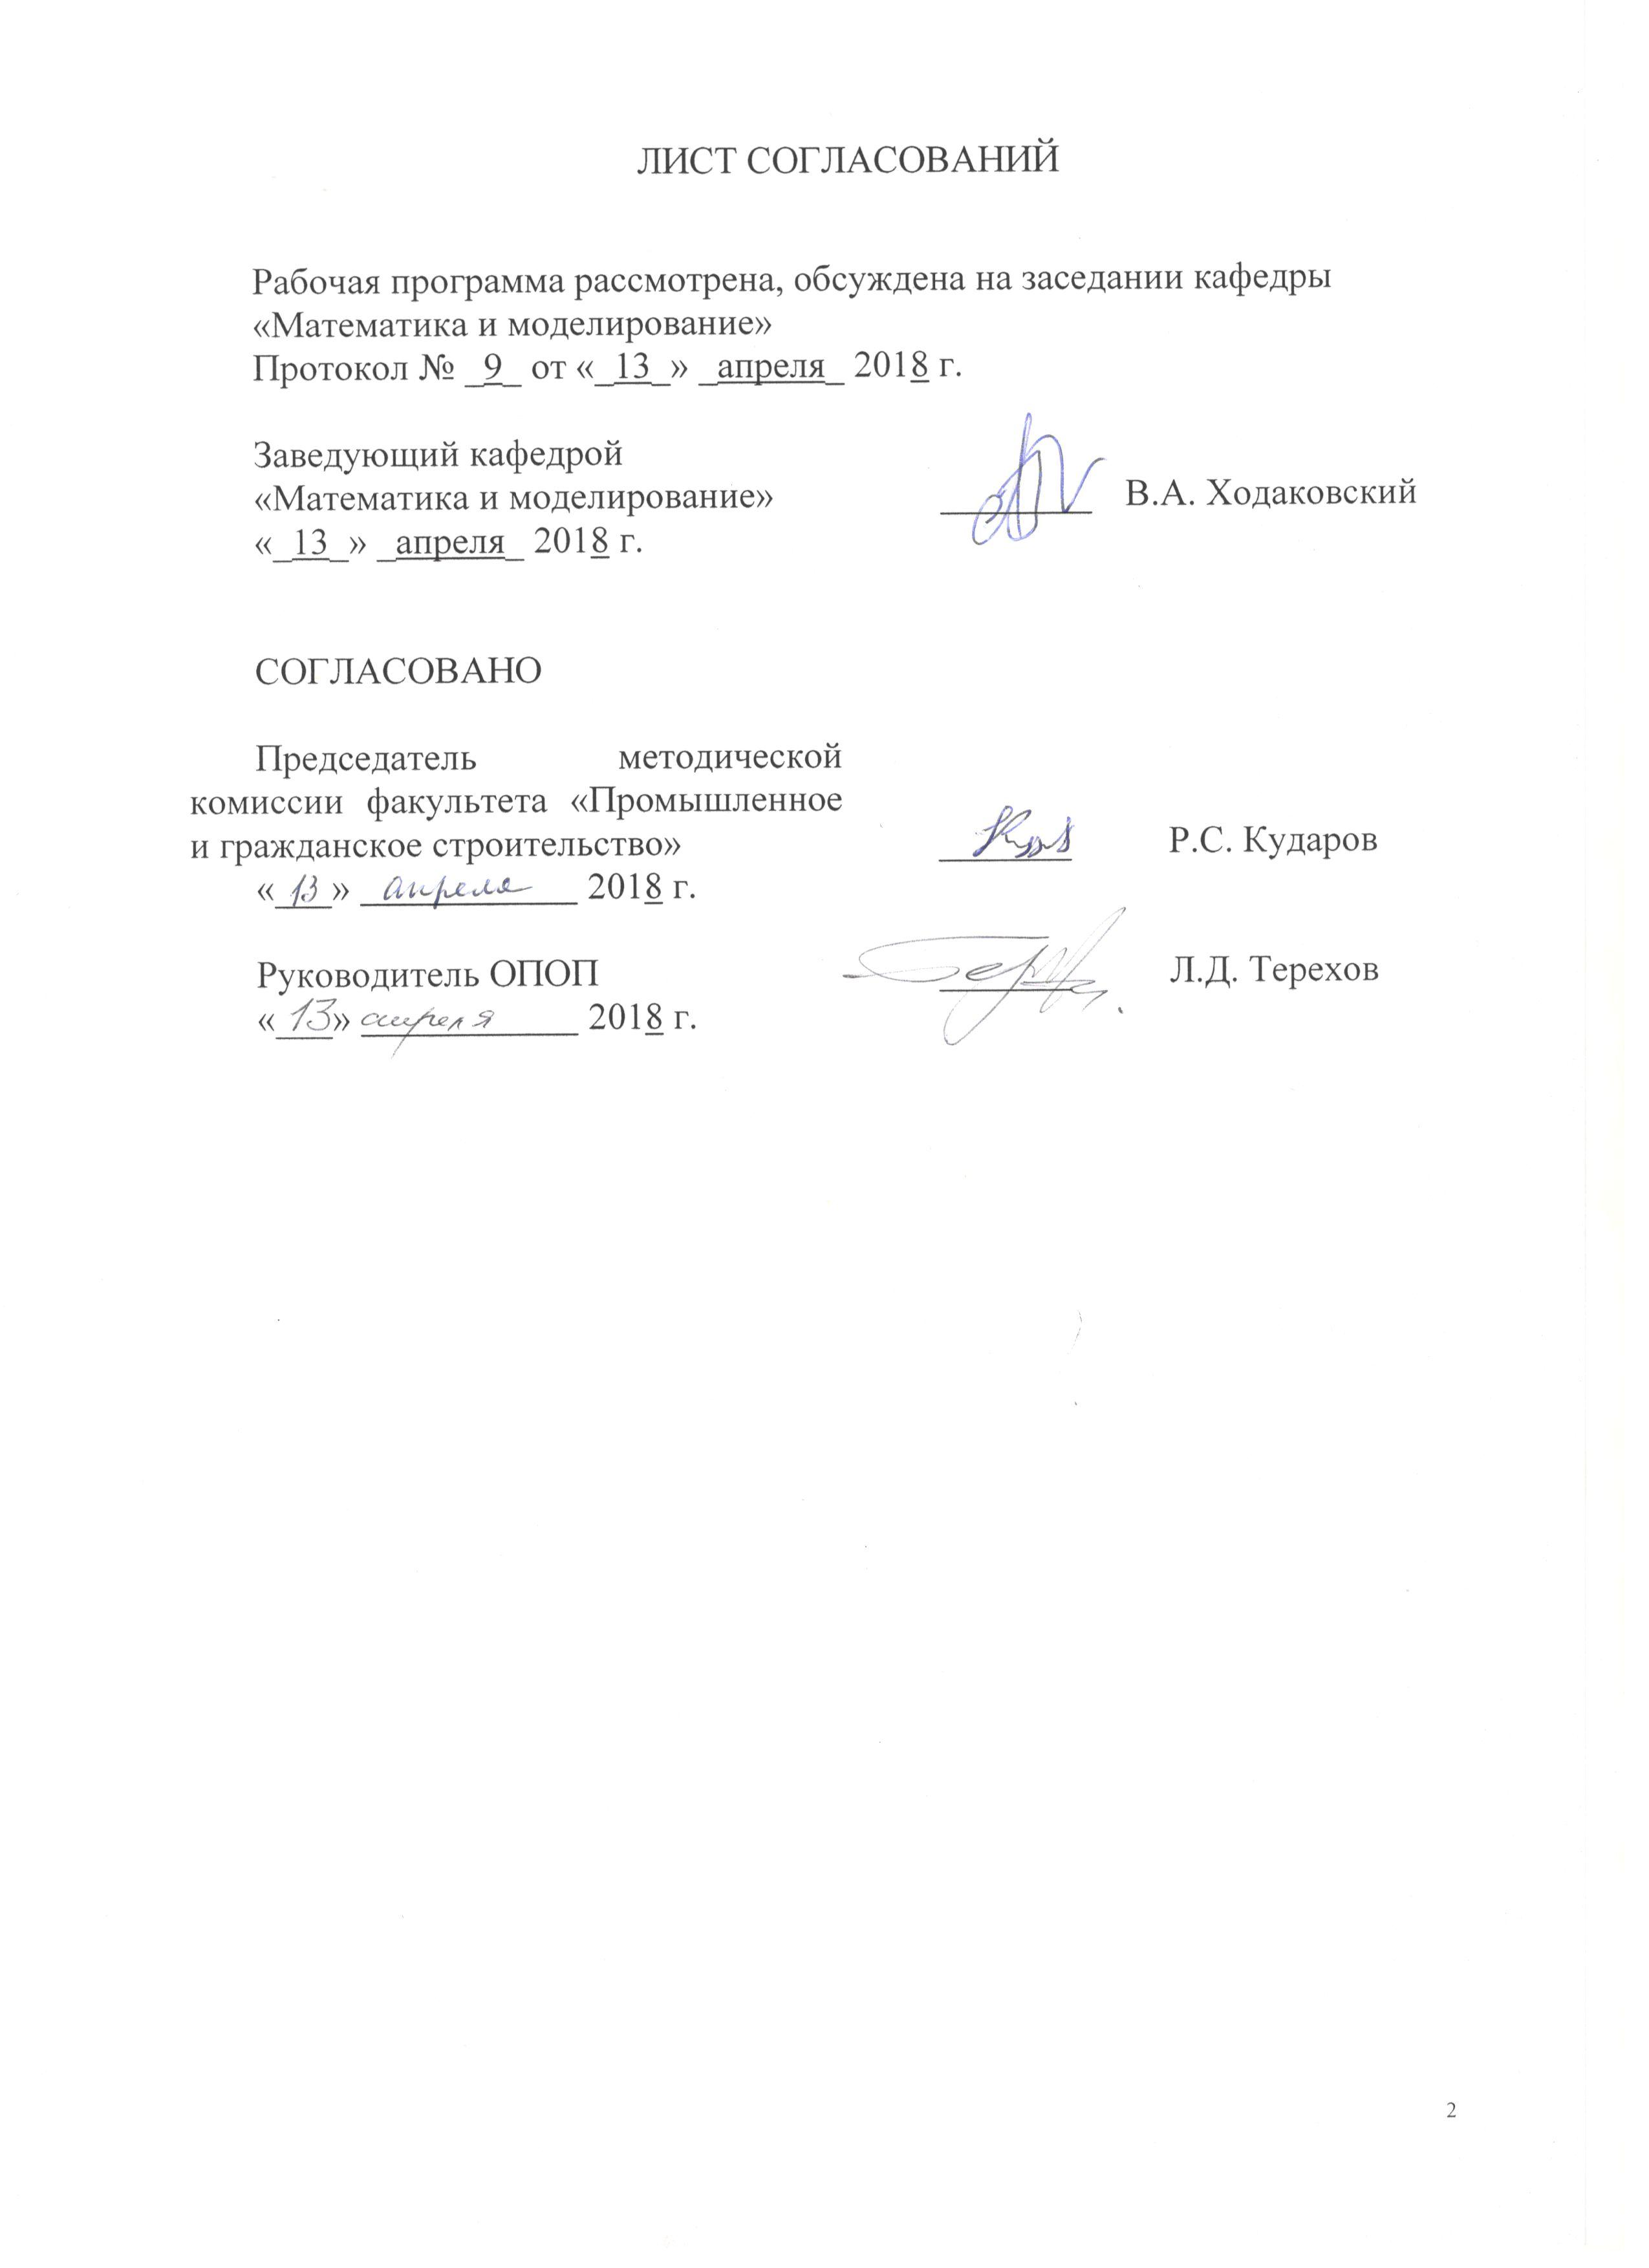 ЛИСТ СОГЛАСОВАНИЙ
Рабочая программа рассмотрена, обсуждена на заседании кафедры
«Математика и моделирование»
Протокол № _9_ от «_13_» _апреля_ 2018 г.
Заведующий кафедрой
«Математика и моделирование» В.А. Ходаковский
«_13_» _апреля_ 2018 г.
СОГЛАСОВАНО
Председатель методической
комиссии факультета «Промышленное
и гражданское строительство» Р.С. Кударов
«13» апреля 2018 г.
Руководитель ОПОП Л.Д. Терехов
«13» апреля 2018 г.
2